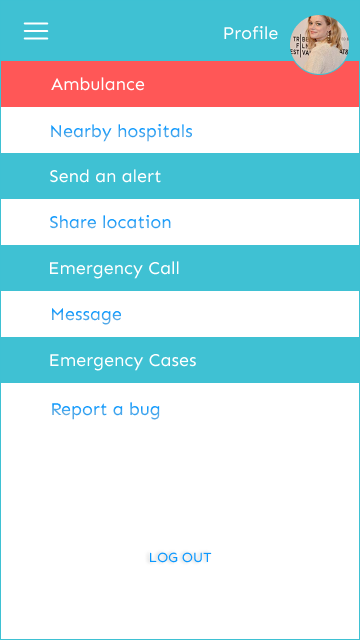 Profile
Ambulance
Nearby hospitals
Send an alert
Share location
Emergency Call
Message
Emergency Cases
Report a bug
LOG OUT